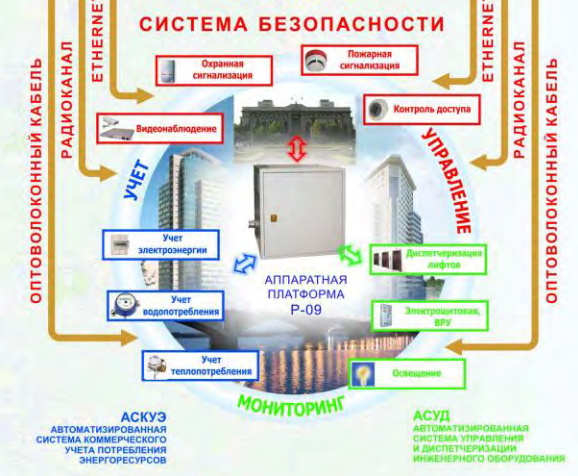 СИСТЕМА БЕЗОПАСНОСТИ
ОПТОВОЛОКОННЫЙ КАБЕЛЬ
РАДИОКАНАЛ
ETHERNET
ETHERNET
РАДИОКАНАЛ
ОПТОВОЛОКОННЫЙ КАБЕЛЬ
Охранная
сигнализация
Пожарная
сигнализация
Видеонаблюдение
Контроль доступа
УЧЕТ
УПРАВЛЕНИЕ
Учет
электроэнергии
Диспетчеризация
лифтов
АППАРАТНАЯ
ПЛАТФОРМА
Р-09
Учет
водопотребления
Электрощитовая,
ВРУ
Учет
теплопотребления
Освещение
МОНИТОРИНГ
АСКУЭ
АВТОМАТИЗИРОВАННАЯ
СИСТЕМА КОММЕРЧЕСКОГО
УЧЕТА ПОТРЕБЛЕНИЯ
ЭНЕРГОРЕСУРСОВ
АСУД
АВТОМАТИЗИРОВАННАЯ
СИСТЕМА УПРАВЛЕНИЯ
И ДИСПЕТЧЕРИЗАЦИИ
ИНЖЕНЕРНОГО ОБОРУДОВАНИЯ